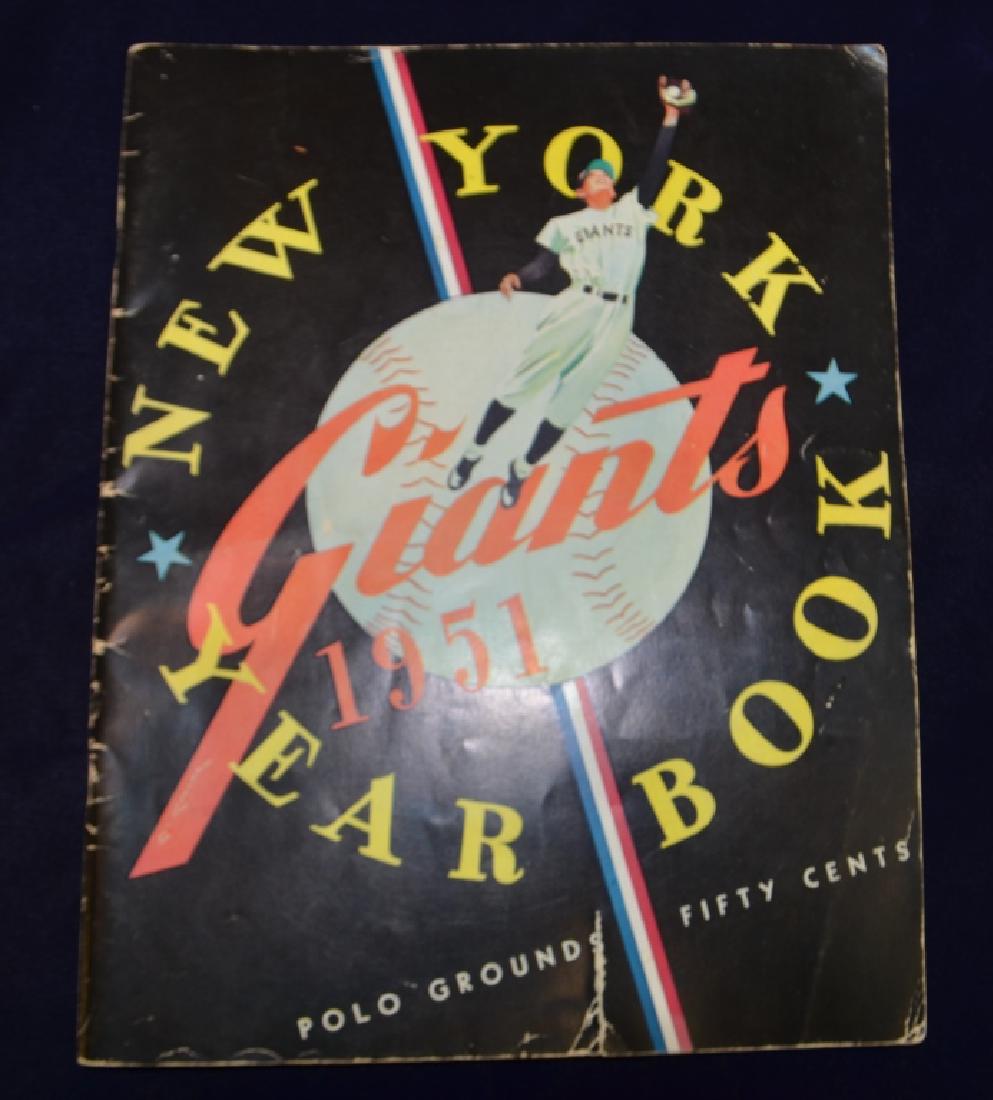 NEW YORK
GIANTS
Giants
1951
YEAR BOOK
POLO GROUNDS
FIFTY CENTS